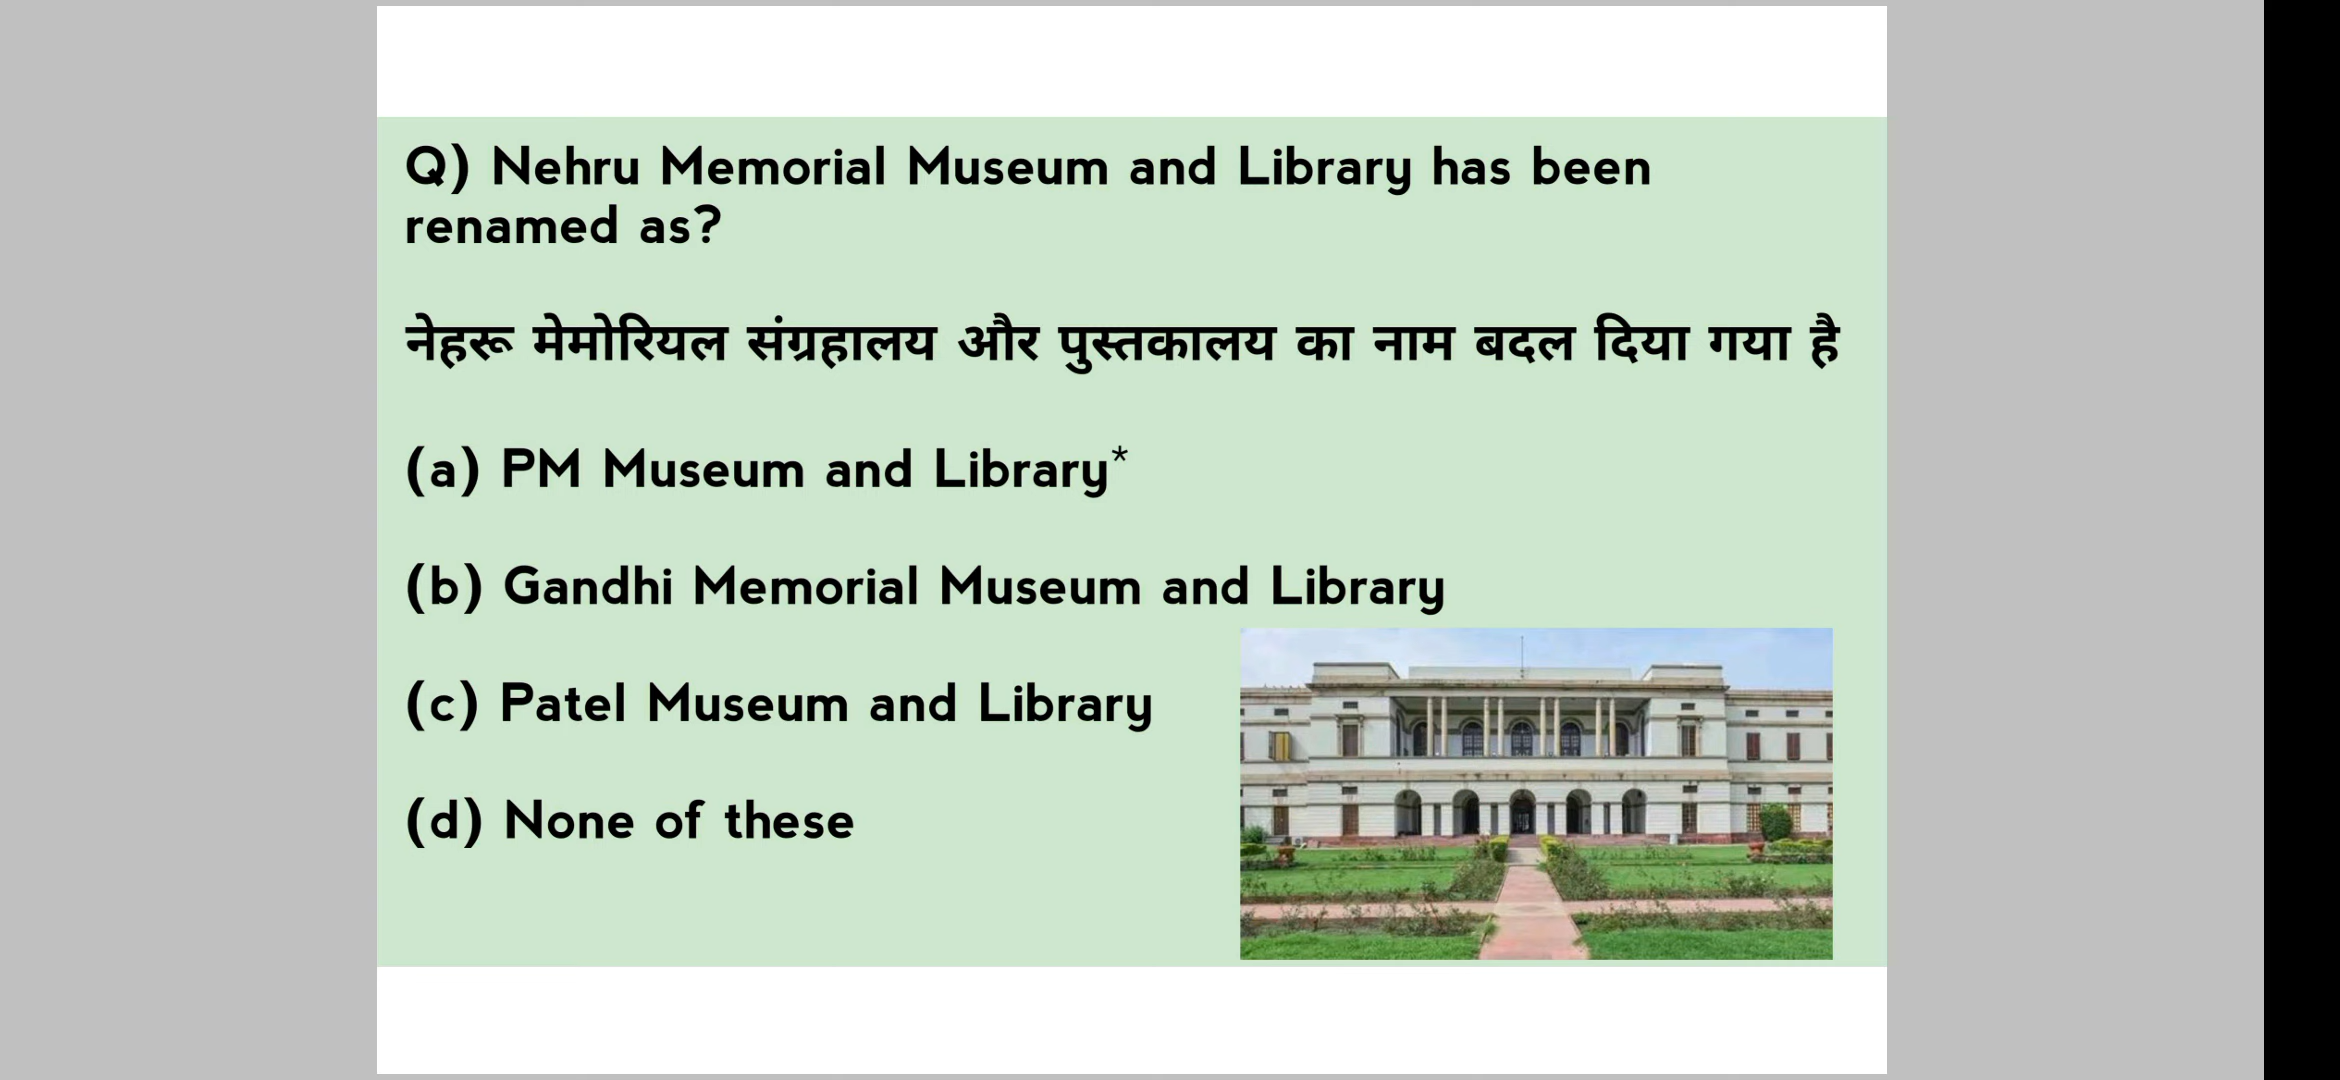 Q) Nehru Memorial Museum and Library has been
renamed as?
नेहरू मेमोरियल संग्रहालय और पुस्तकालय का नाम बदल दिया गया है
(a) PM Museum and Library*
(b) Gandhi Memorial Museum and Library
(c) Patel Museum and Library
(d) None of these